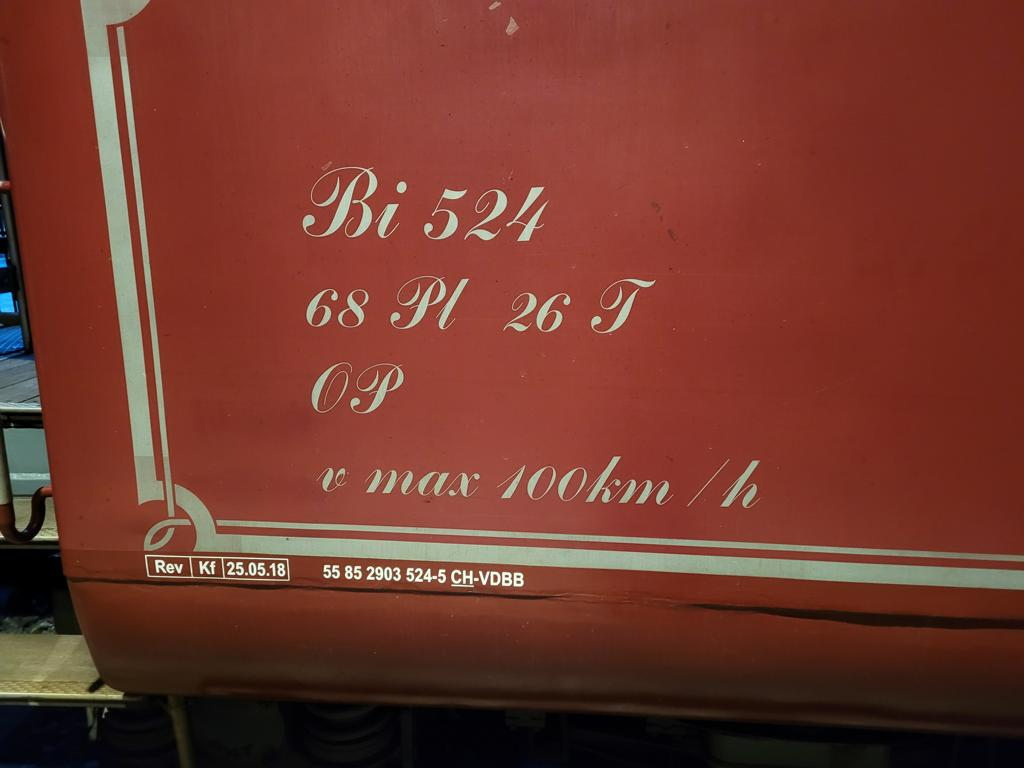 Bi 524
68 Pl 26 T
OP
v max 100km/h
Rev Kf 25.05.18 55 85 2903 524-5 CH-VDBB